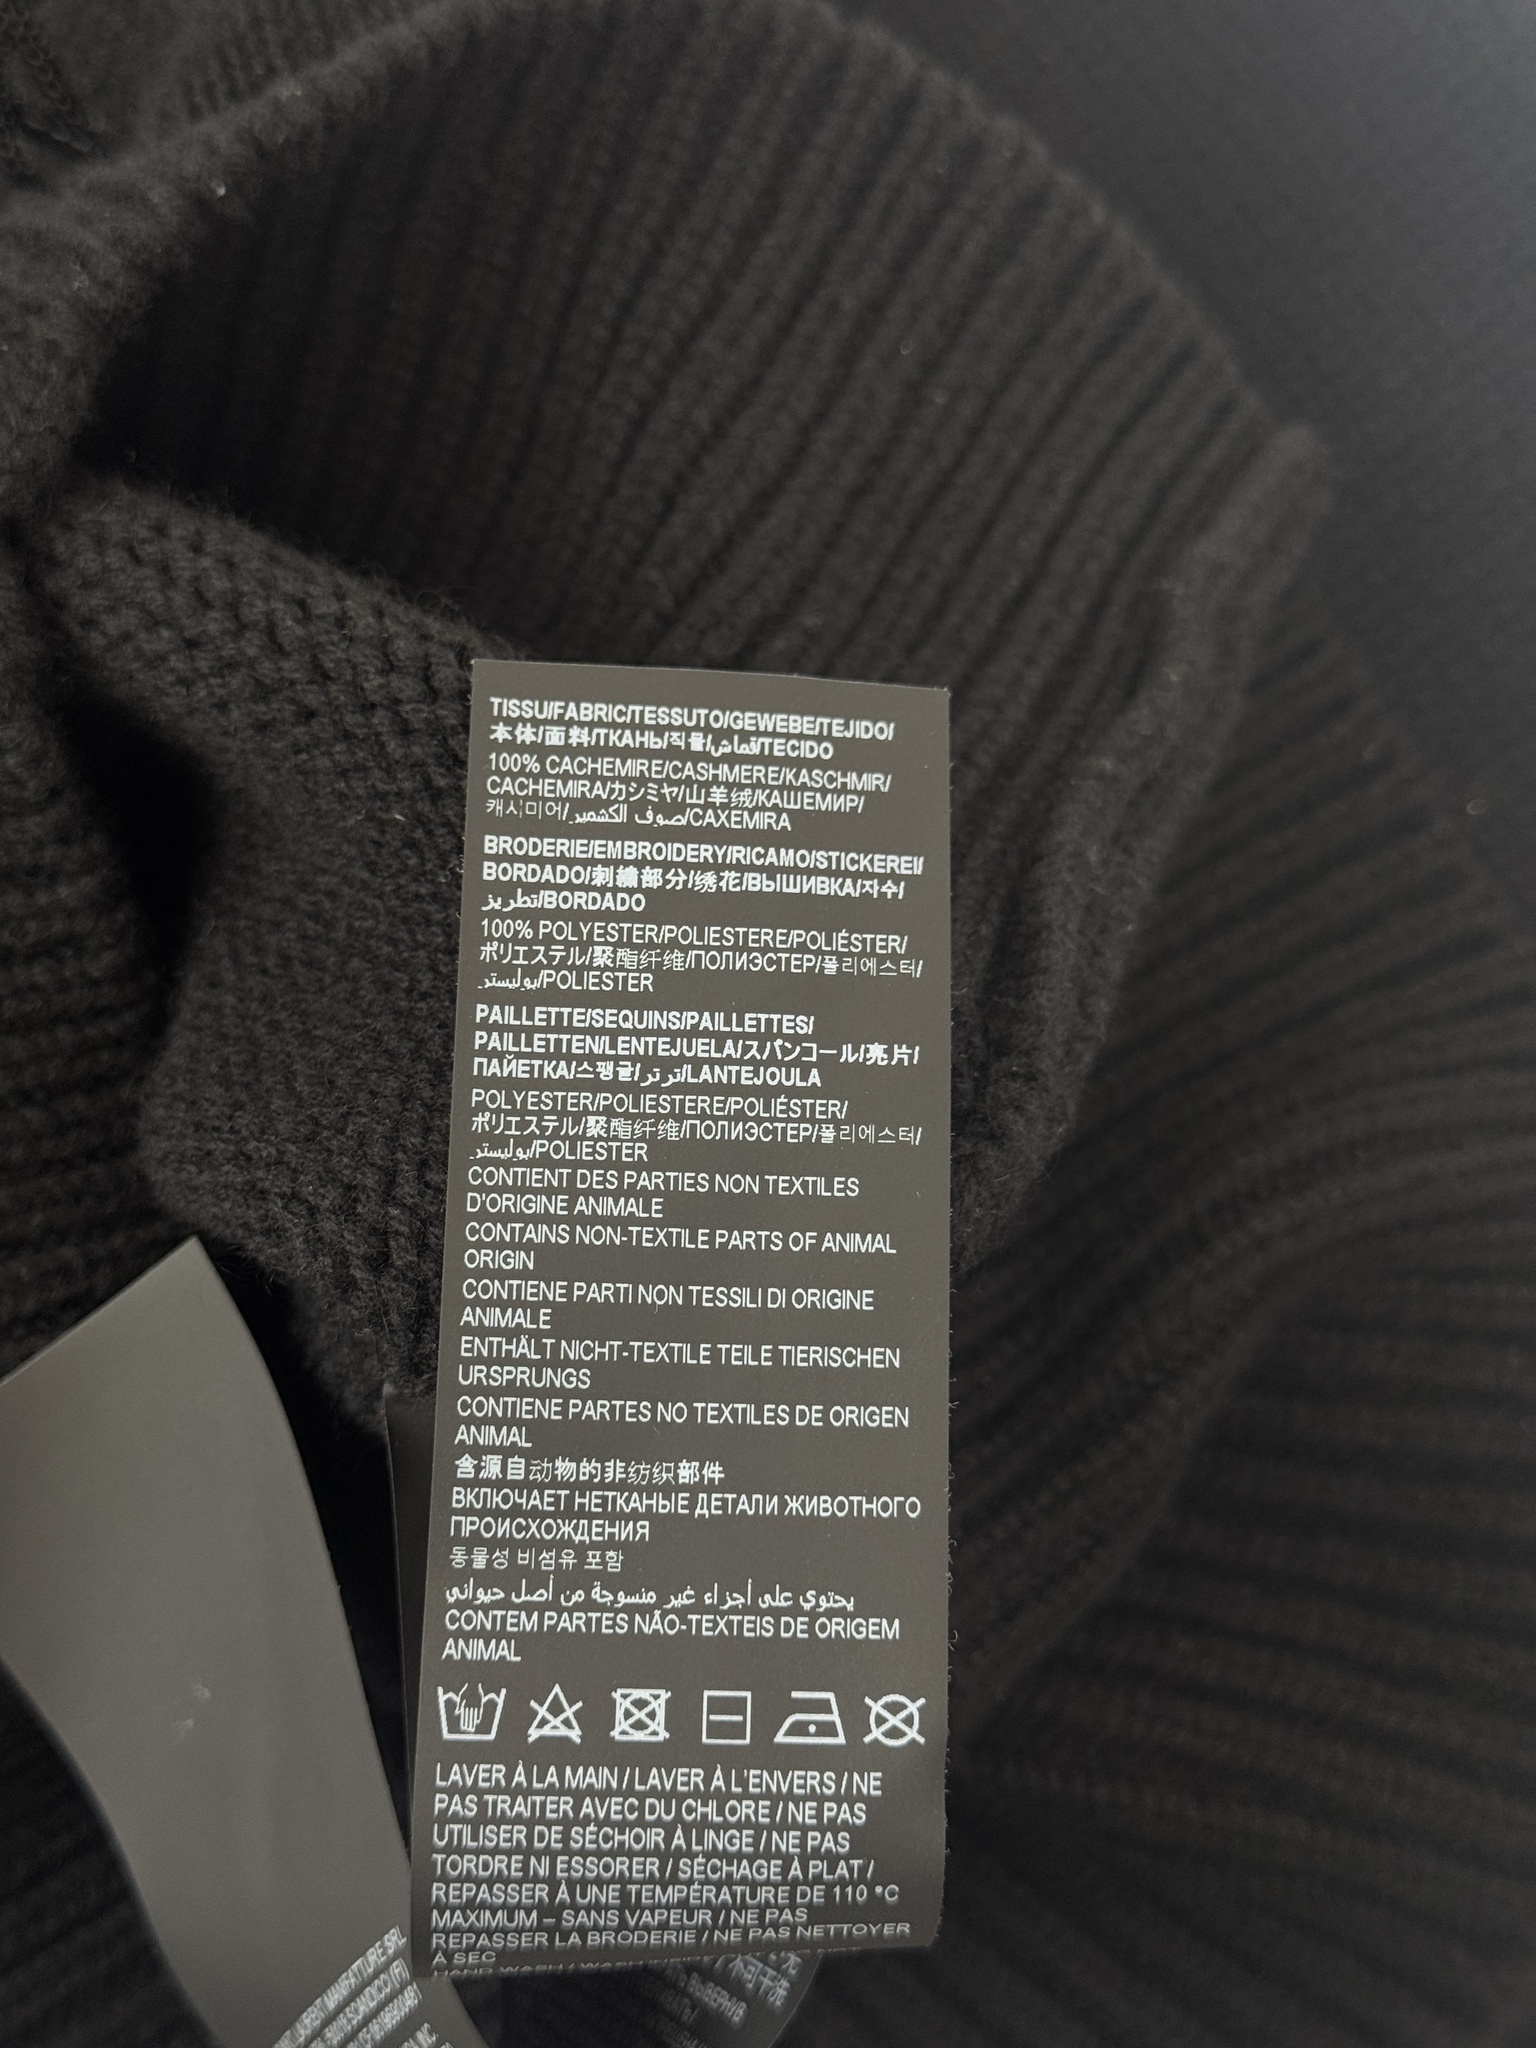 TISSU/FABRIC/TESSUTO/GEWEBE/TEJIDO/
本体/面料/ТКАНЬ/직물/قماش/TECIDO
100% CACHEMIRE/CASHMERE/KASCHMIR/
CACHEMIRA/カシミヤ/山羊绒/КАШЕМИР/
캐시미어/صوف الكشمير/CAXEMIRA
BRODERIE/EMBROIDERY/RICAMO/STICKEREI/
BORDADO/刺繍部分/绣花/ВЫШИВКА/자수/
تطريز/BORDADO
100% POLYESTER/POLIESTERE/POLIÉSTER/
ポリエステル/聚酯纤维/ПОЛИЭСТЕР/폴리에스터/
بوليستر/POLIESTER
PAILLETTE/SEQUINS/PAILLETTES/
PAILLETTEN/LENTEJUELA/スパンコール/亮片/
ПАЙЕТКА/스팽글/ترتر/LANTEJOULA
POLYESTER/POLIESTERE/POLIÉSTER/
ポリエステル/聚酯纤维/ПОЛИЭСТЕР/폴리에스터/
بوليستر/POLIESTER
CONTIENT DES PARTIES NON TEXTILES
D'ORIGINE ANIMALE
CONTAINS NON-TEXTILE PARTS OF ANIMAL
ORIGIN
CONTIENE PARTI NON TESSILI DI ORIGINE
ANIMALE
ENTHÄLT NICHT-TEXTILE TEILE TIERISCHEN
URSPRUNGS
CONTIENE PARTES NO TEXTILES DE ORIGEN
ANIMAL
含源自动物的非纺织部件
ВКЛЮЧАЕТ НЕТКАНЫЕ ДЕТАЛИ ЖИВОТНОГО
ПРОИСХОЖДЕНИЯ
동물성 비섬유 포함
يحتوي على أجزاء غير منسوجة من أصل حيواني
CONTEM PARTES NÃO-TEXTEIS DE ORIGEM
ANIMAL
LAVER À LA MAIN / LAVER À L'ENVERS / NE
PAS TRAITER AVEC DU CHLORE / NE PAS
UTILISER DE SÉCHOIR À LINGE / NE PAS
TORDRE NI ESSORER / SÉCHAGE À PLAT /
REPASSER À UNE TEMPÉRATURE DE 110 °C
MAXIMUM – SANS VAPEUR / NE PAS
REPASSER LA BRODERIE / NE PAS NETTOYER
À SEC
HAND WASH /
MANIFATTURE SRL
SCANDICCI (FI)
不可干洗